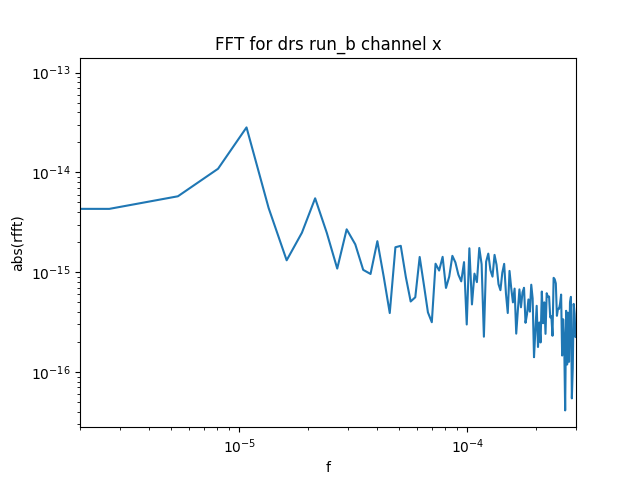 FFT for drs run_b channel x
10⁻¹³
10⁻¹⁴
10⁻¹⁵
10⁻¹⁶
abs(rfft)
10⁻⁵ 10⁻⁴
f